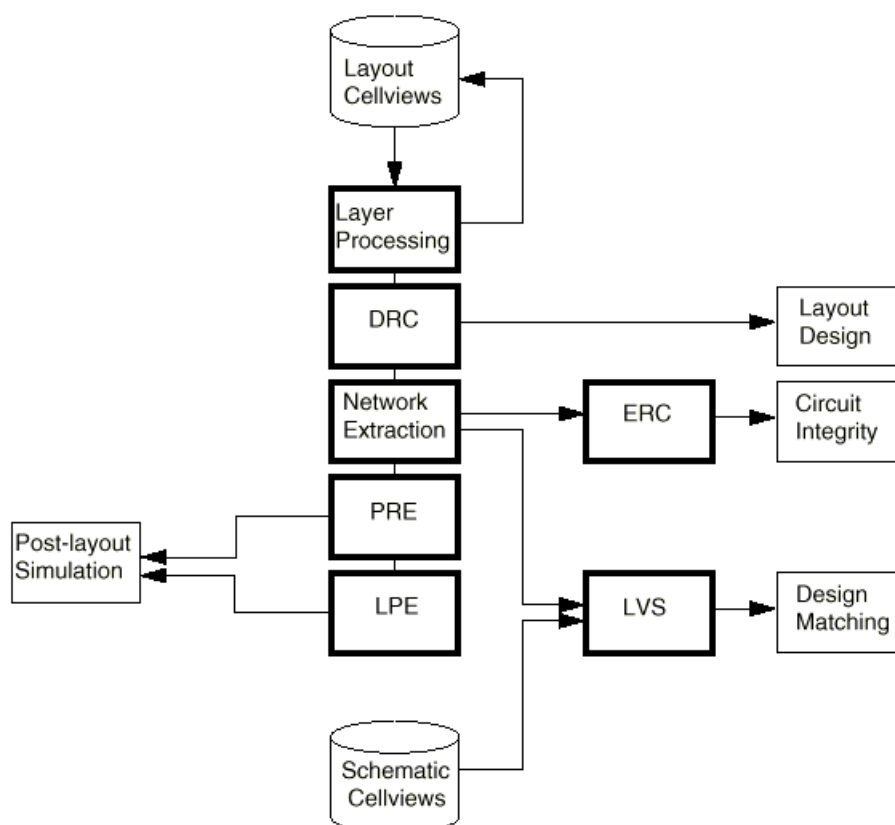 Layout
Cellviews
Layer
Processing
DRC
Layout
Design
Network
Extraction
ERC
Circuit
Integrity
PRE
Post-layout
Simulation
LPE
LVS
Design
Matching
Schematic
Cellviews